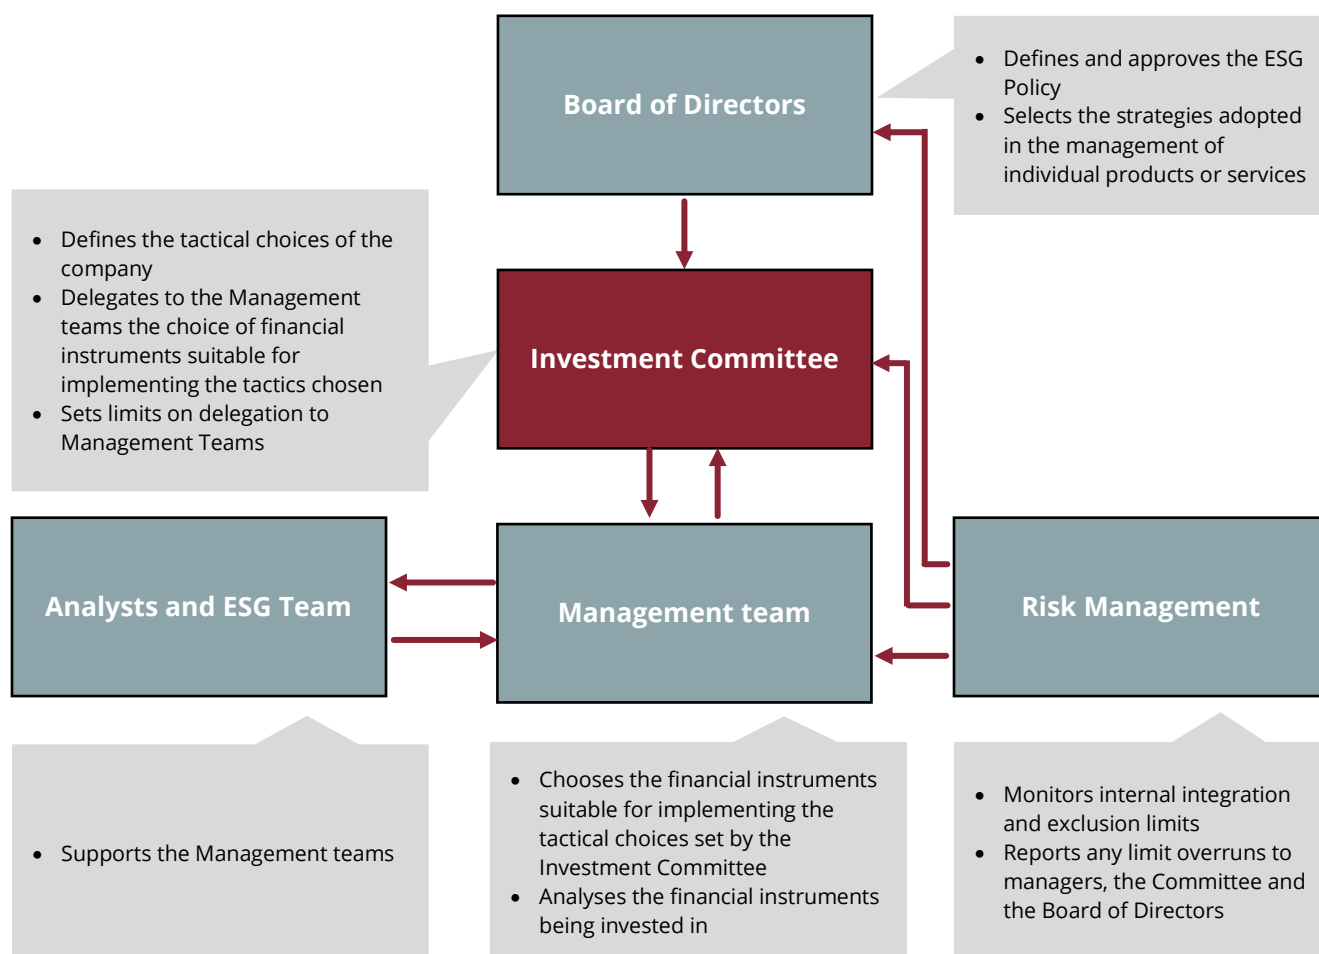 Board of Directors
• Defines and approves the ESG
Policy
• Selects the strategies adopted
in the management of
individual products or services
• Defines the tactical choices of the
company
• Delegates to the Management
teams the choice of financial
instruments suitable for
implementing the tactics chosen
• Sets limits on delegation to
Management Teams
Investment Committee
Analysts and ESG Team
Management team
Risk Management
• Supports the Management teams
• Chooses the financial instruments
suitable for implementing the
tactical choices set by the
Investment Committee
• Analyses the financial instruments
being invested in
• Monitors internal integration
and exclusion limits
• Reports any limit overruns to
managers, the Committee and
the Board of Directors